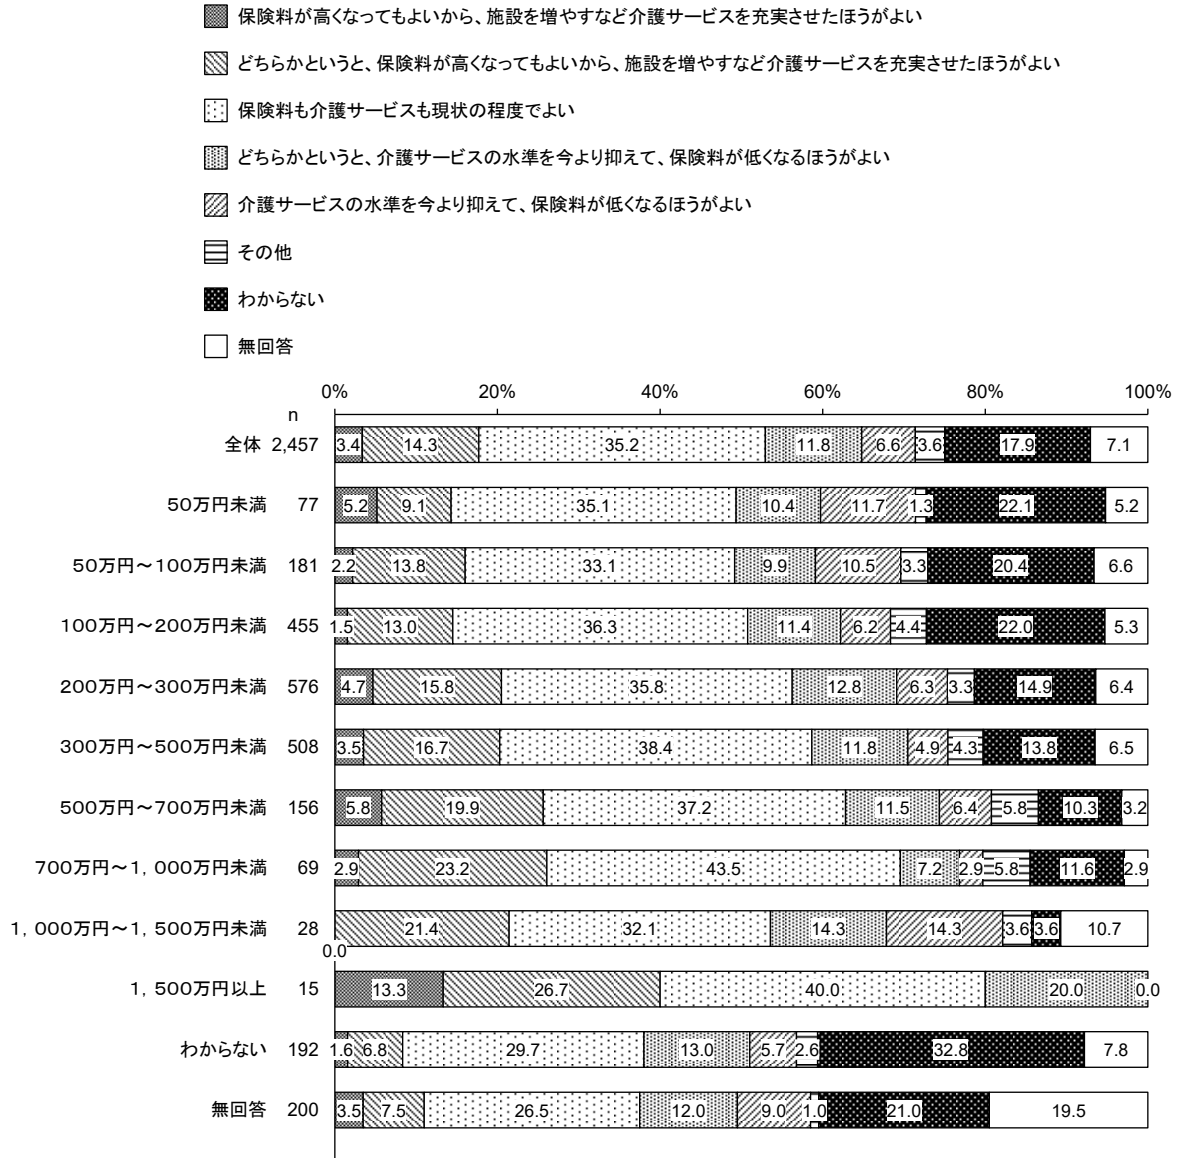 保険料が高くなってもよいから、施設を増やすなど介護サービスを充実させたほうがよい
どちらかというと、保険料が高くなってもよいから、施設を増やすなど介護サービスを充実させたほうがよい
保険料も介護サービスも現状の程度でよい
どちらかというと、介護サービスの水準を今より抑えて、保険料が低くなるほうがよい
介護サービスの水準を今より抑えて、保険料が低くなるほうがよい
その他
わからない
無回答
0% 20% 40% 60% 80% 100%
n
全体 2,457 3.4 14.3 35.2 11.8 6.6 3.6 17.9 7.1
50万円未満 77 5.2 9.1 35.1 10.4 11.7 1.3 22.1 5.2
50万円～100万円未満 181 2.2 13.8 33.1 9.9 10.5 3.3 20.4 6.6
100万円～200万円未満 455 1.5 13.0 36.3 11.4 6.2 4.4 22.0 5.3
200万円～300万円未満 576 4.7 15.8 35.8 12.8 6.3 3.3 14.9 6.4
300万円～500万円未満 508 3.5 16.7 38.4 11.8 4.9 4.3 13.8 6.5
500万円～700万円未満 156 5.8 19.9 37.2 11.5 6.4 5.8 10.3 3.2
700万円～1，000万円未満 69 2.9 23.2 43.5 7.2 2.9 5.8 11.6 2.9
1，000万円～1，500万円未満 28 21.4 32.1 14.3 14.3 3.6 3.6 10.7
0.0
1，500万円以上 15 13.3 26.7 40.0 20.0 0.0
わからない 192 1.6 6.8 29.7 13.0 5.7 2.6 32.8 7.8
無回答 200 3.5 7.5 26.5 12.0 9.0 1.0 21.0 19.5